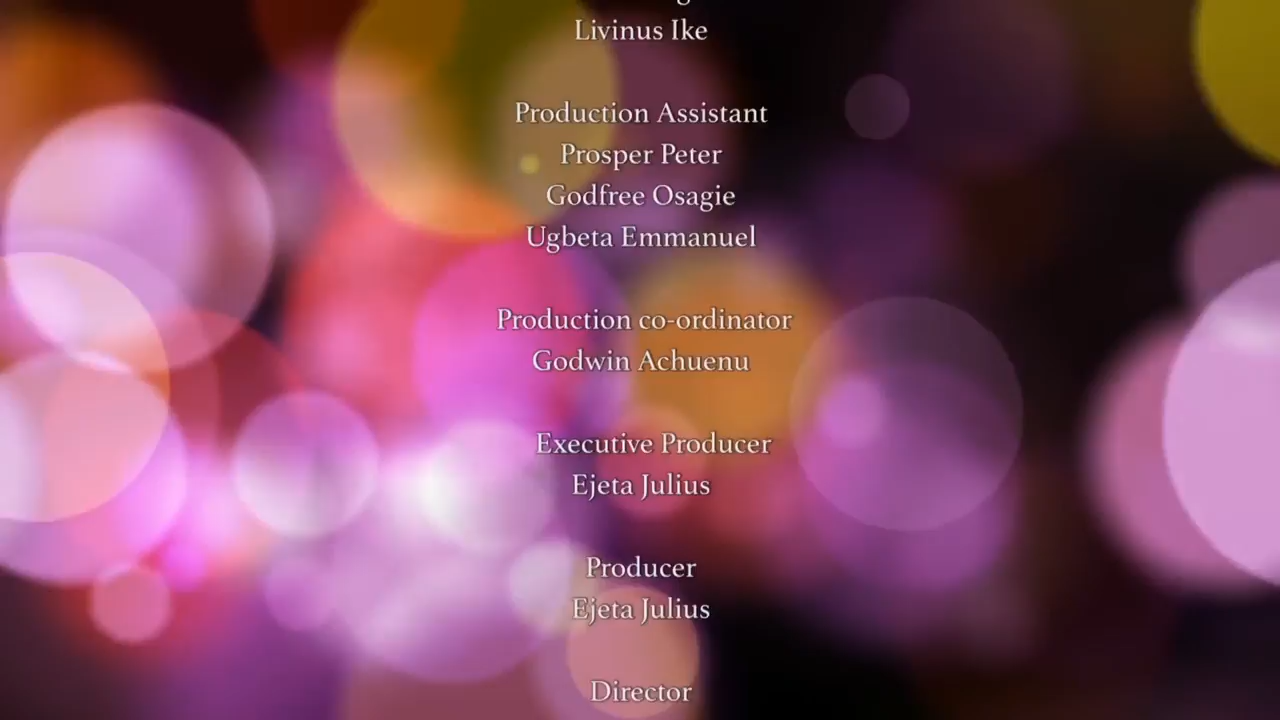 Livinus Ike
Production Assistant
Prosper Peter
Godfree Osagie
Ugbeta Emmanuel
Production co-ordinator
Godwin Achuenu
Executive Producer
Ejeta Julius
Producer
Ejeta Julius
Director